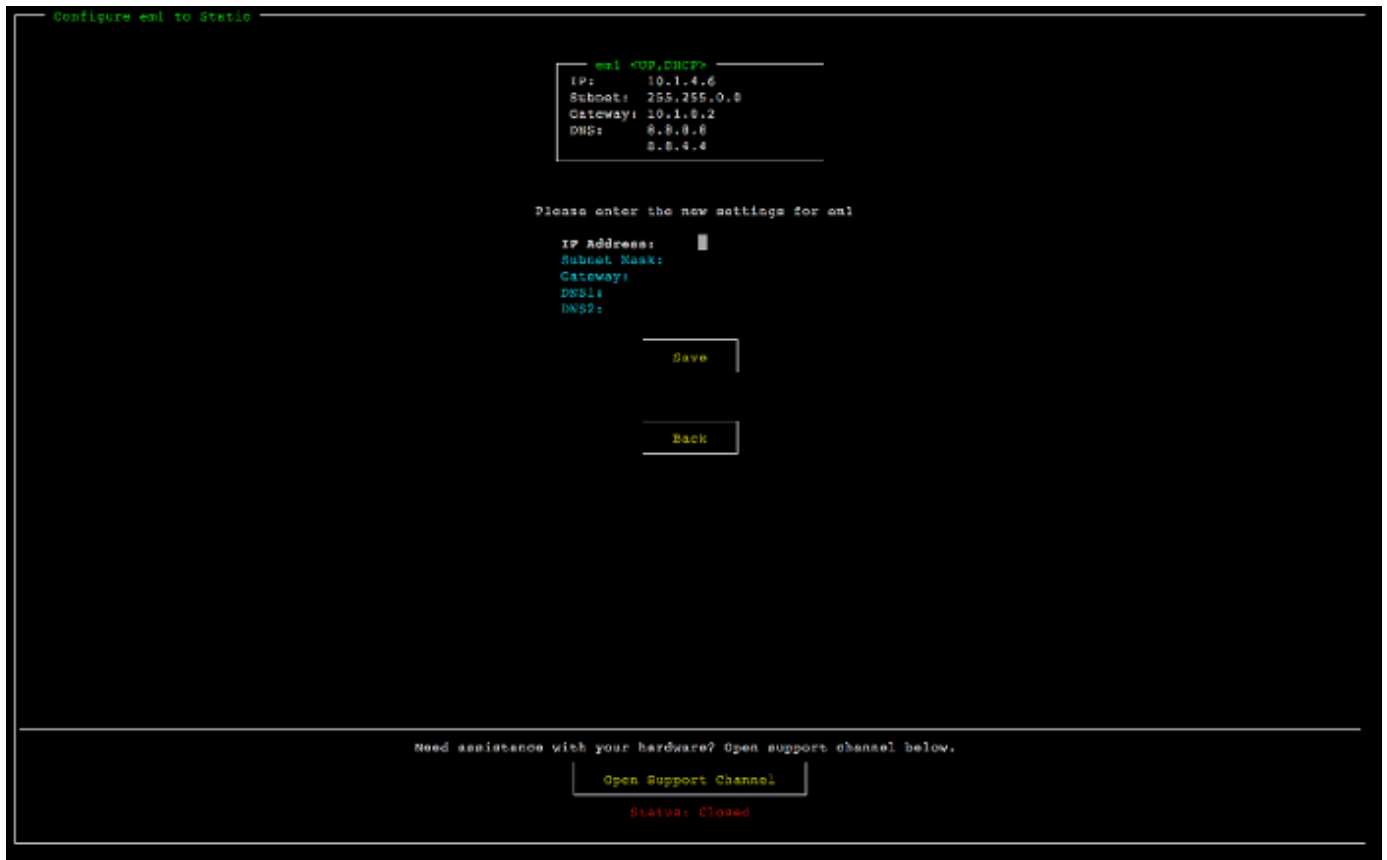 Configure em1 to Static
em1 <UP,DHCP>
IP: 10.1.4.6
Subnet: 255.255.0.0
Gateway: 10.1.0.2
DNS: 8.8.8.8
8.8.4.4
Please enter the new settings for em1
IP Address:
Subnet Mask:
Gateway:
DNS1:
DNS2:
Save
Back
Need assistance with your hardware? Open support channel below.
Open Support Channel
Status: Closed